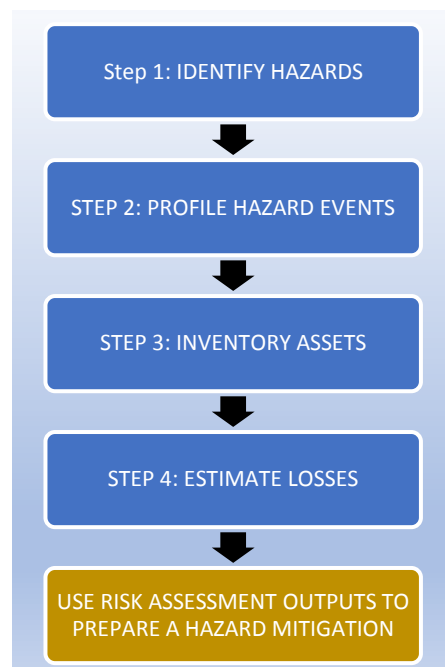 Step 1: IDENTIFY HAZARDS
STEP 2: PROFILE HAZARD EVENTS
STEP 3: INVENTORY ASSETS
STEP 4: ESTIMATE LOSSES
USE RISK ASSESSMENT OUTPUTS TO
PREPARE A HAZARD MITIGATION